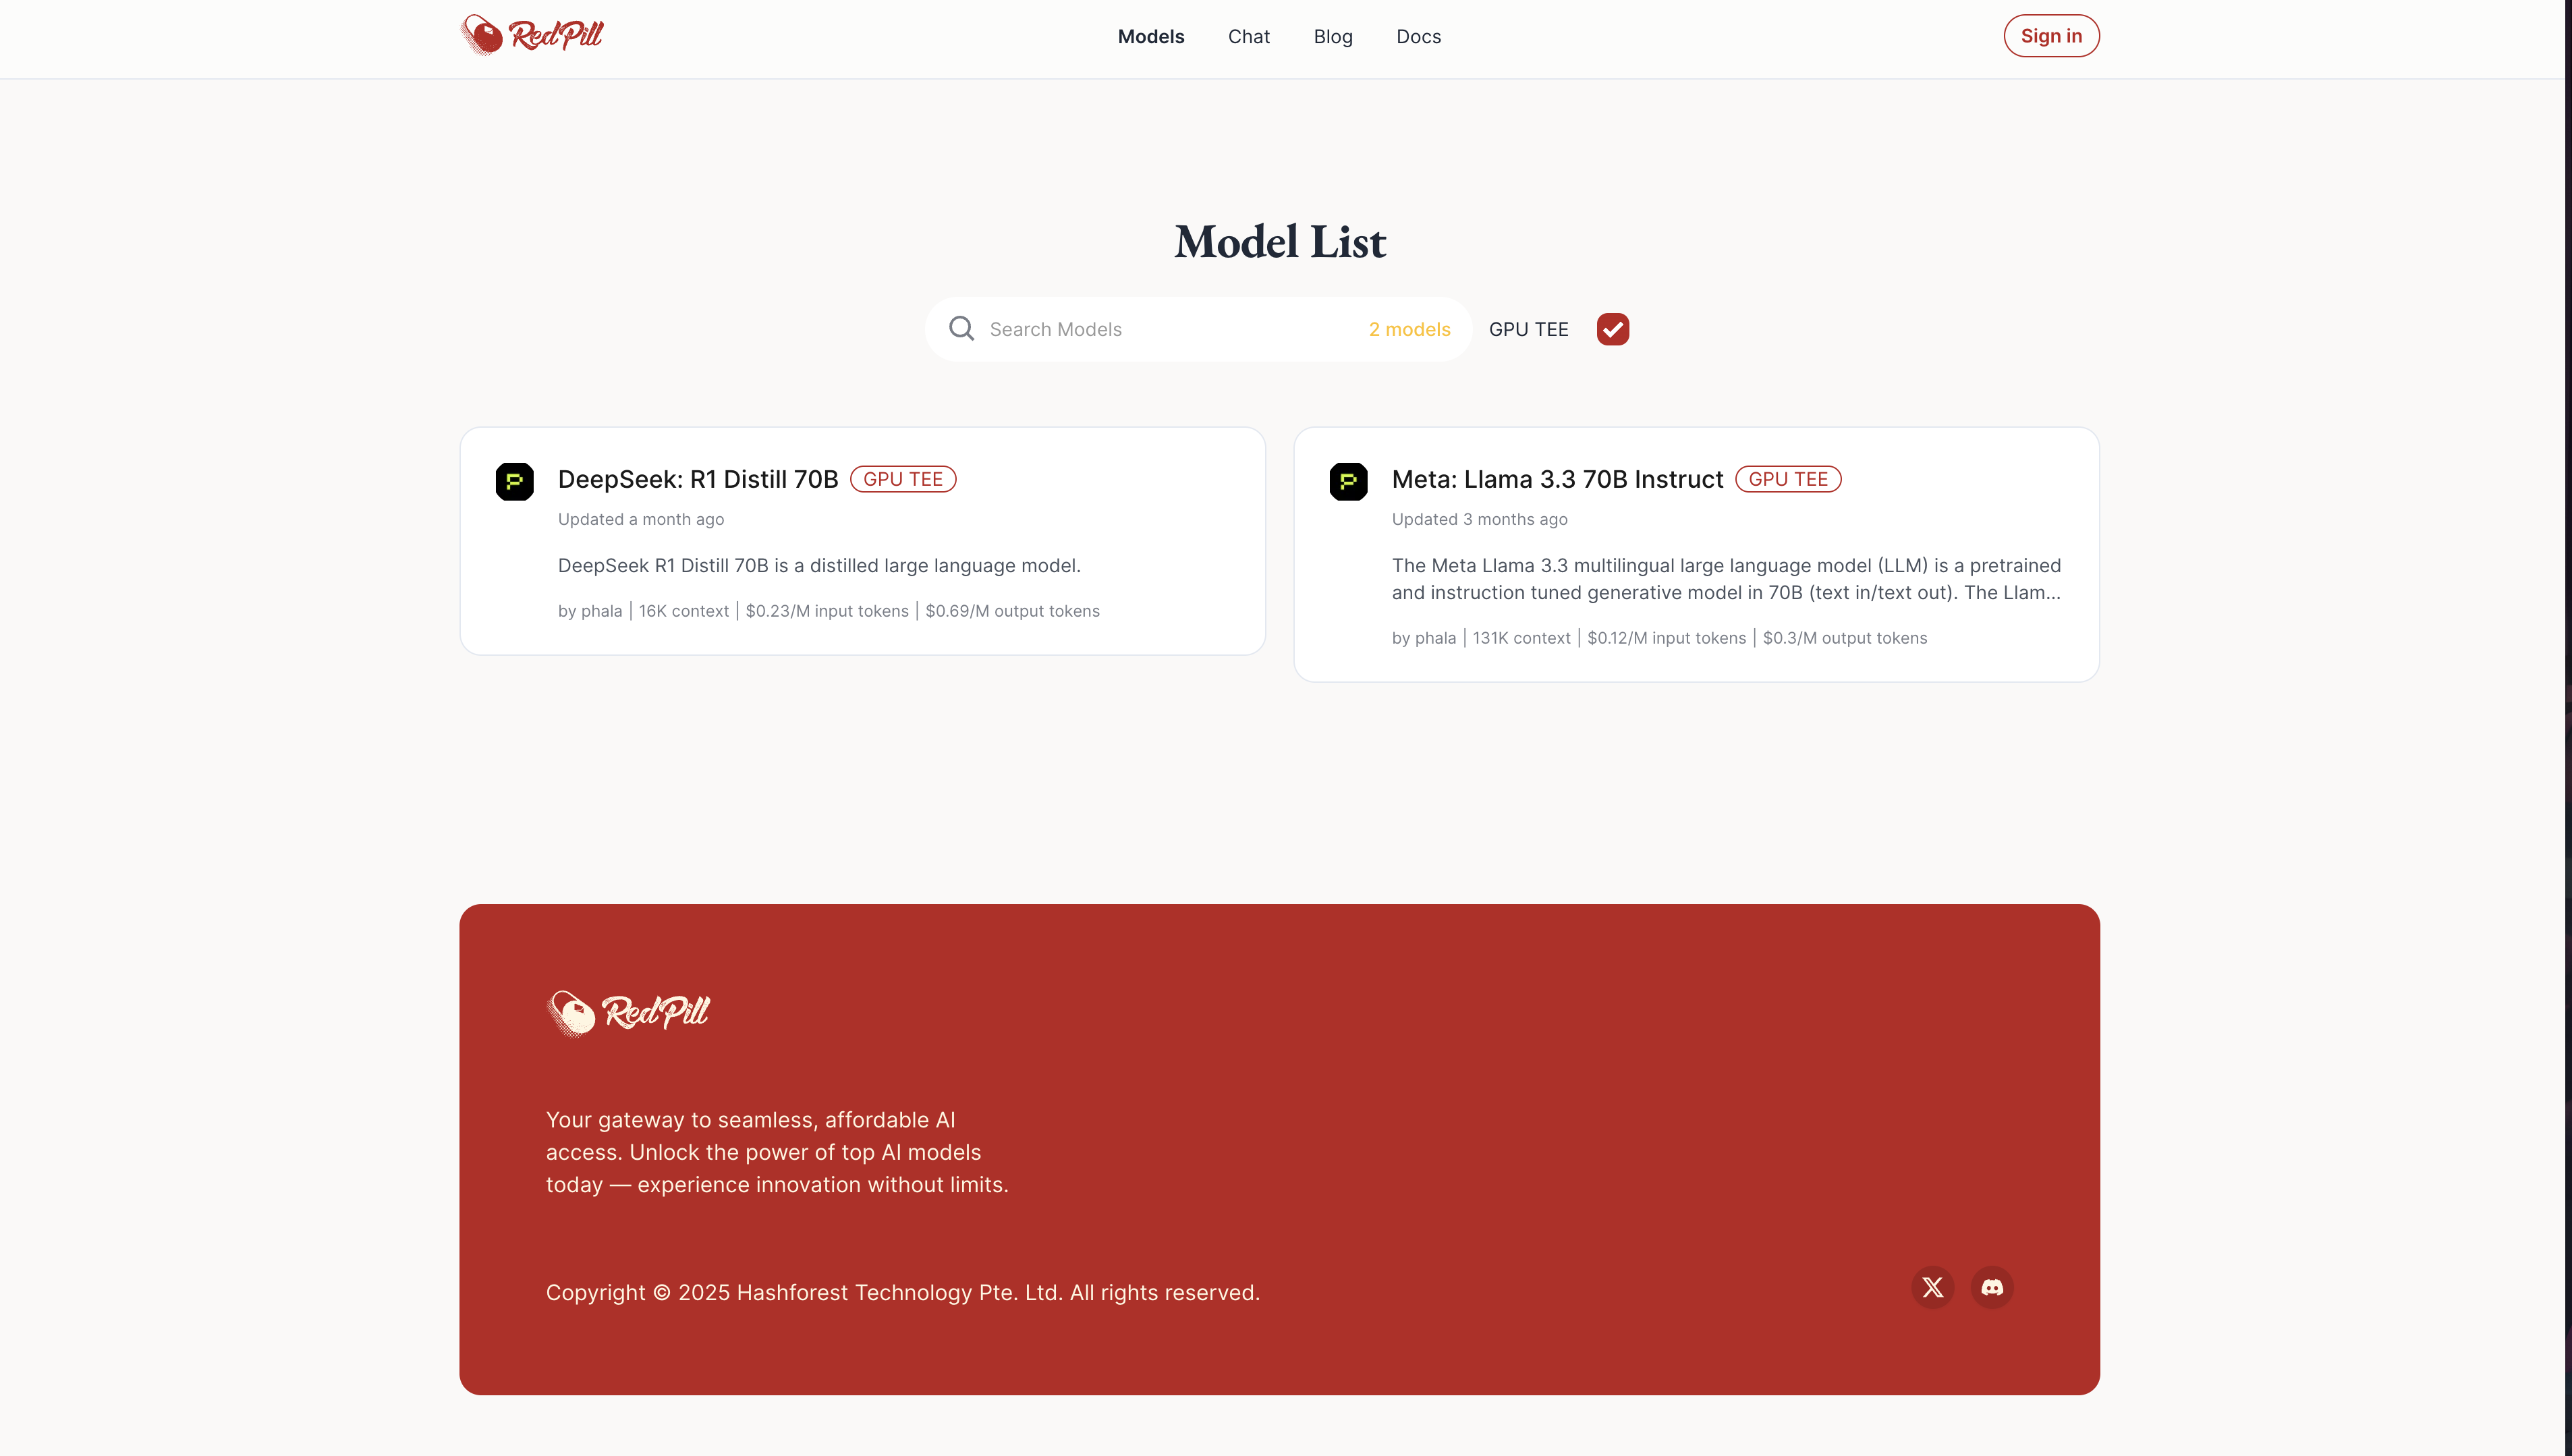 RedPill
Models
Chat
Blog
Docs
Sign in
Model List
Search Models
2 models
GPU TEE
DeepSeek: R1 Distill 70B
GPU TEE
Updated a month ago
DeepSeek R1 Distill 70B is a distilled large language model.
by phala | 16K context | $0.23/M input tokens | $0.69/M output tokens
Meta: Llama 3.3 70B Instruct
GPU TEE
Updated 3 months ago
The Meta Llama 3.3 multilingual large language model (LLM) is a pretrained
and instruction tuned generative model in 70B (text in/text out). The Llam...
by phala | 131K context | $0.12/M input tokens | $0.3/M output tokens
RedPill
Your gateway to seamless, affordable AI
access. Unlock the power of top AI models
today — experience innovation without limits.
Copyright © 2025 Hashforest Technology Pte. Ltd. All rights reserved.